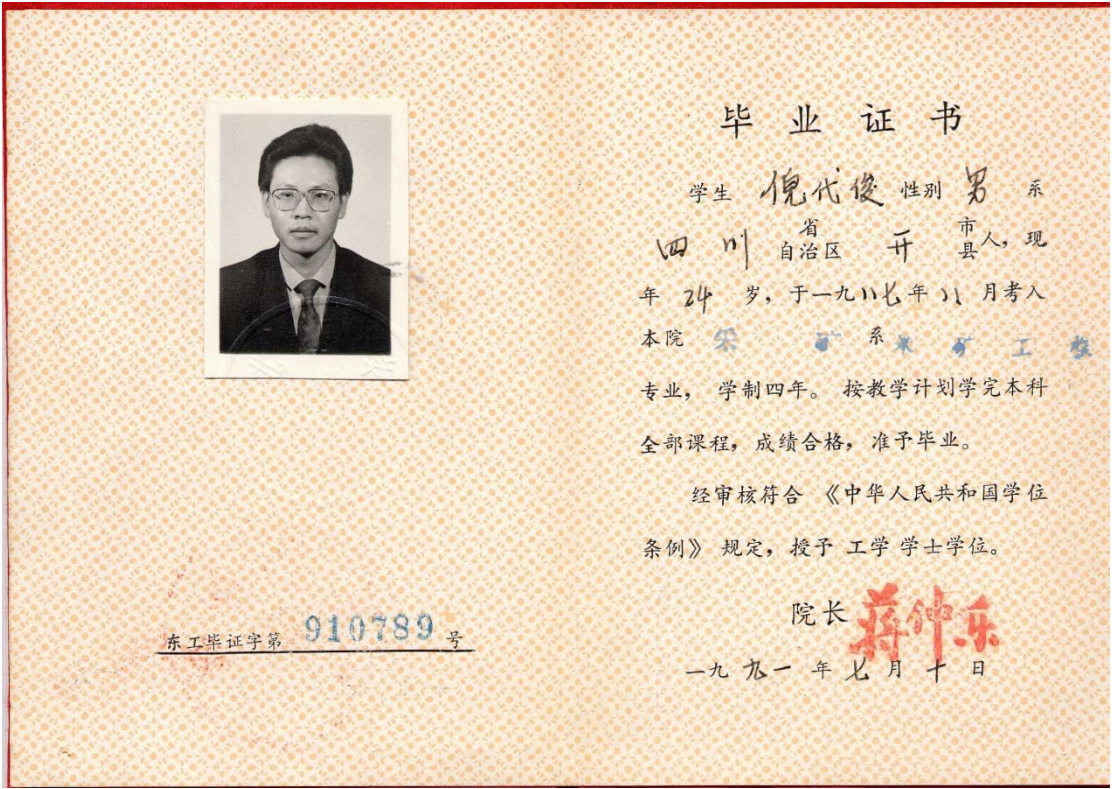 毕业证书
学生 倪代俊 性别 男 系
四川 省自治区 开 市县人，现
年 24 岁，于一九八七年 八 月考入
本院 采 矿 系 采矿工程
专业， 学制四年。 按教学计划学完本科
全部课程，成绩合格，准予毕业。
经审核符合 《中华人民共和国学位
条例》 规定，授予 工学 学士学位。
院长 蒋仲乐
一九 九一 年 七 月 十 日
东工毕证字第 910789 号